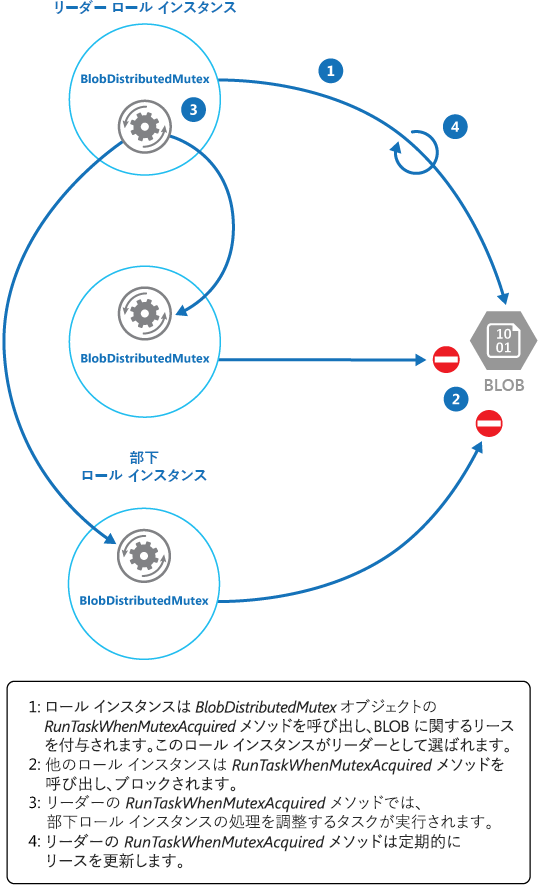 リーダー ロール インスタンス
BlobDistributedMutex
1
3
4
BlobDistributedMutex
10
01
BLOB
2
部下
ロール インスタンス
BlobDistributedMutex
1: ロール インスタンスは BlobDistributedMutex オブジェクトの
RunTaskWhenMutexAcquired メソッドを呼び出し、BLOB に関するリース
を付与されます。このロール インスタンスがリーダーとして選ばれます。
2: 他のロール インスタンスは RunTaskWhenMutexAcquired メソッドを
呼び出し、ブロックされます。
3: リーダーの RunTaskWhenMutexAcquired メソッドでは、
部下ロール インスタンスの処理を調整するタスクが実行されます。
4: リーダーの RunTaskWhenMutexAcquired メソッドは定期的に
リースを更新します。